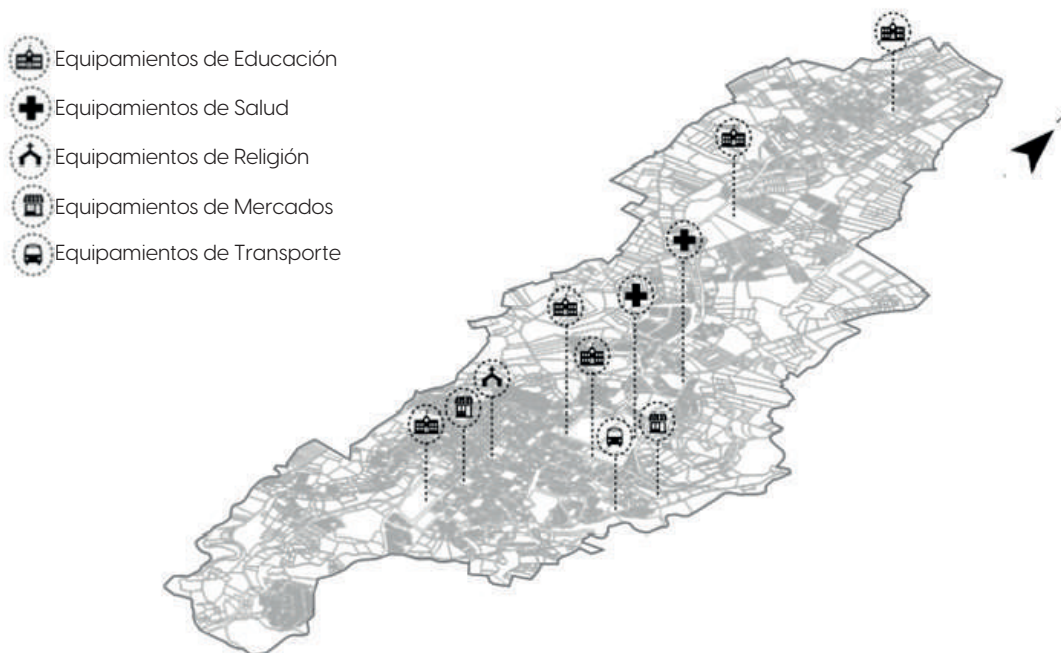 Equipamientos de Educación
Equipamientos de Salud
Equipamientos de Religión
Equipamientos de Mercados
Equipamientos de Transporte